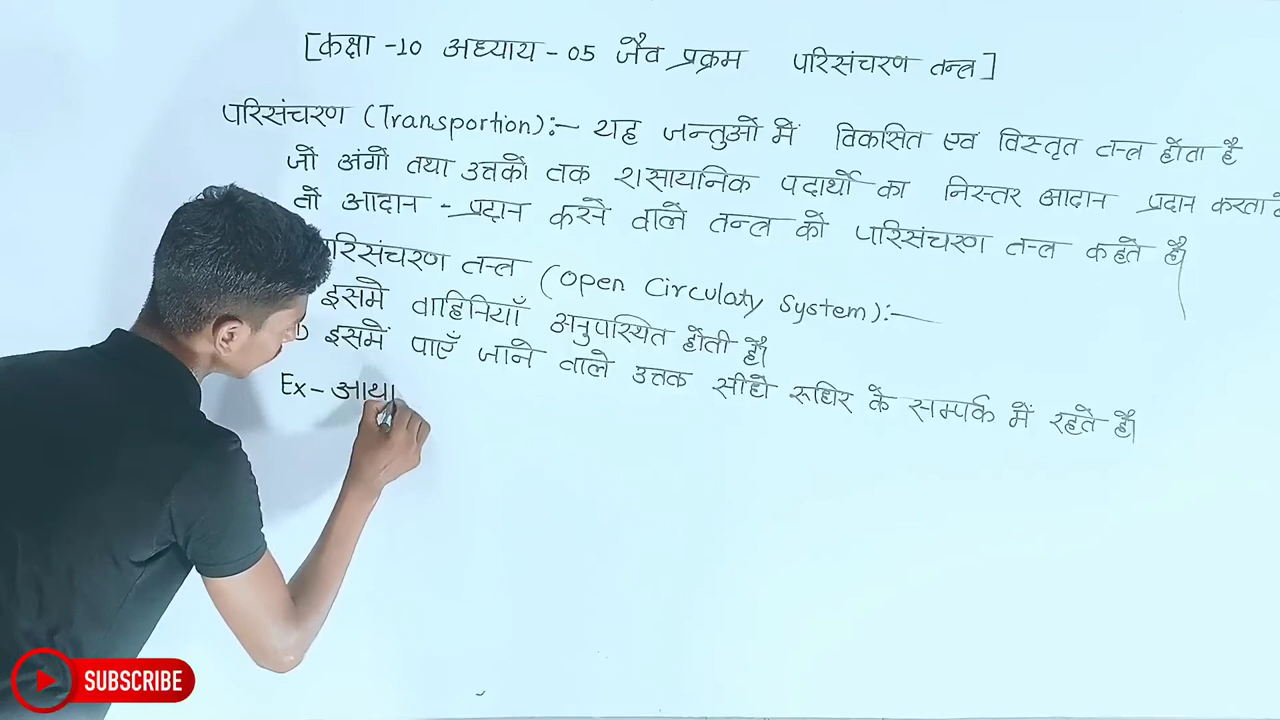 [कक्षा -10 अध्याय - 05 जैव प्रक्रम परिसंचरण तन्त्र]
परिसंचरण (Transportion):- यह जन्तुओं में विकसित एवं विस्तृत तन्त्र होता है
जो अंगों तथा उत्तकों तक रासायनिक पदार्थों का निरन्तर आदान प्रदान करता
तो आदान - प्रदान करने वाले तन्त्र को परिसंचरण तन्त्र कहते है।
परिसंचरण तन्त्र (Open Circulaty System):-
इसमे वाहिनियाँ अनुपस्थित होती है।
इसमें पाएँ जाने वाले उत्तक सीधे रूधिर के सम्पर्क में रहते है।
Ex- आथा
SUBSCRIBE